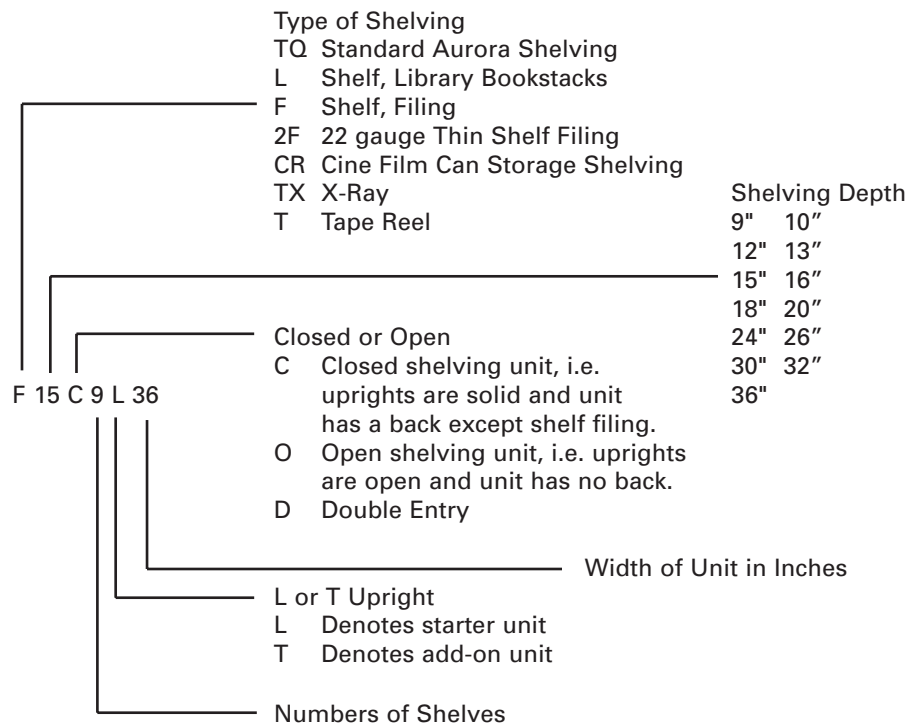 Type of Shelving
TQ Standard Aurora Shelving
L Shelf, Library Bookstacks
F Shelf, Filing
2F 22 gauge Thin Shelf Filing
CR Cine Film Can Storage Shelving
TX X-Ray
T Tape Reel
Shelving Depth
9" 10”
12" 13”
15" 16”
18" 20”
24" 26”
30" 32”
36"
Closed or Open
C Closed shelving unit, i.e.
uprights are solid and unit
has a back except shelf filing.
O Open shelving unit, i.e. uprights
are open and unit has no back.
D Double Entry
F 15 C 9 L 36
Width of Unit in Inches
L or T Upright
L Denotes starter unit
T Denotes add-on unit
Numbers of Shelves